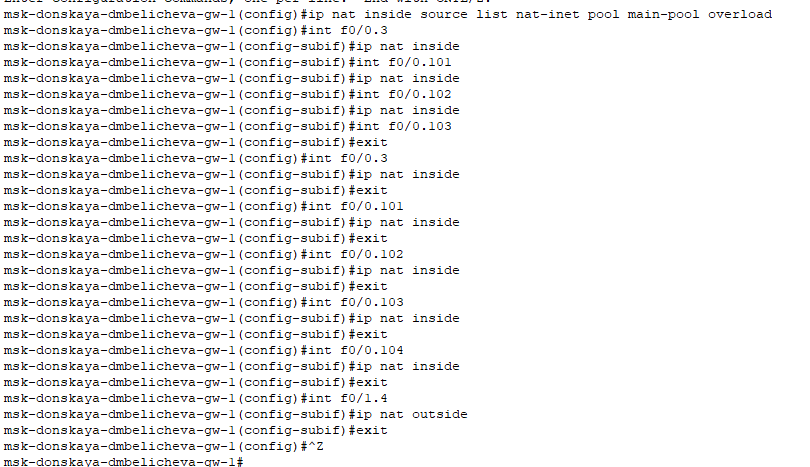 Enter configuration commands, one per line.  End with CNTL/Z.
msk-donskaya-dmbelicheva-gw-1(config)#ip nat inside source list nat-inet pool main-pool overload
msk-donskaya-dmbelicheva-gw-1(config)#int f0/0.3
msk-donskaya-dmbelicheva-gw-1(config-subif)#ip nat inside
msk-donskaya-dmbelicheva-gw-1(config-subif)#int f0/0.101
msk-donskaya-dmbelicheva-gw-1(config-subif)#ip nat inside
msk-donskaya-dmbelicheva-gw-1(config-subif)#int f0/0.102
msk-donskaya-dmbelicheva-gw-1(config-subif)#ip nat inside
msk-donskaya-dmbelicheva-gw-1(config-subif)#int f0/0.103
msk-donskaya-dmbelicheva-gw-1(config-subif)#exit
msk-donskaya-dmbelicheva-gw-1(config)#int f0/0.3
msk-donskaya-dmbelicheva-gw-1(config-subif)#ip nat inside
msk-donskaya-dmbelicheva-gw-1(config-subif)#exit
msk-donskaya-dmbelicheva-gw-1(config)#int f0/0.101
msk-donskaya-dmbelicheva-gw-1(config-subif)#ip nat inside
msk-donskaya-dmbelicheva-gw-1(config-subif)#exit
msk-donskaya-dmbelicheva-gw-1(config)#int f0/0.102
msk-donskaya-dmbelicheva-gw-1(config-subif)#ip nat inside
msk-donskaya-dmbelicheva-gw-1(config-subif)#exit
msk-donskaya-dmbelicheva-gw-1(config)#int f0/0.103
msk-donskaya-dmbelicheva-gw-1(config-subif)#ip nat inside
msk-donskaya-dmbelicheva-gw-1(config-subif)#exit
msk-donskaya-dmbelicheva-gw-1(config)#int f0/0.104
msk-donskaya-dmbelicheva-gw-1(config-subif)#ip nat inside
msk-donskaya-dmbelicheva-gw-1(config-subif)#exit
msk-donskaya-dmbelicheva-gw-1(config)#int f0/1.4
msk-donskaya-dmbelicheva-gw-1(config-subif)#ip nat outside
msk-donskaya-dmbelicheva-gw-1(config-subif)#exit
msk-donskaya-dmbelicheva-gw-1(config)#^Z
msk-donskaya-dmbelicheva-gw-1#